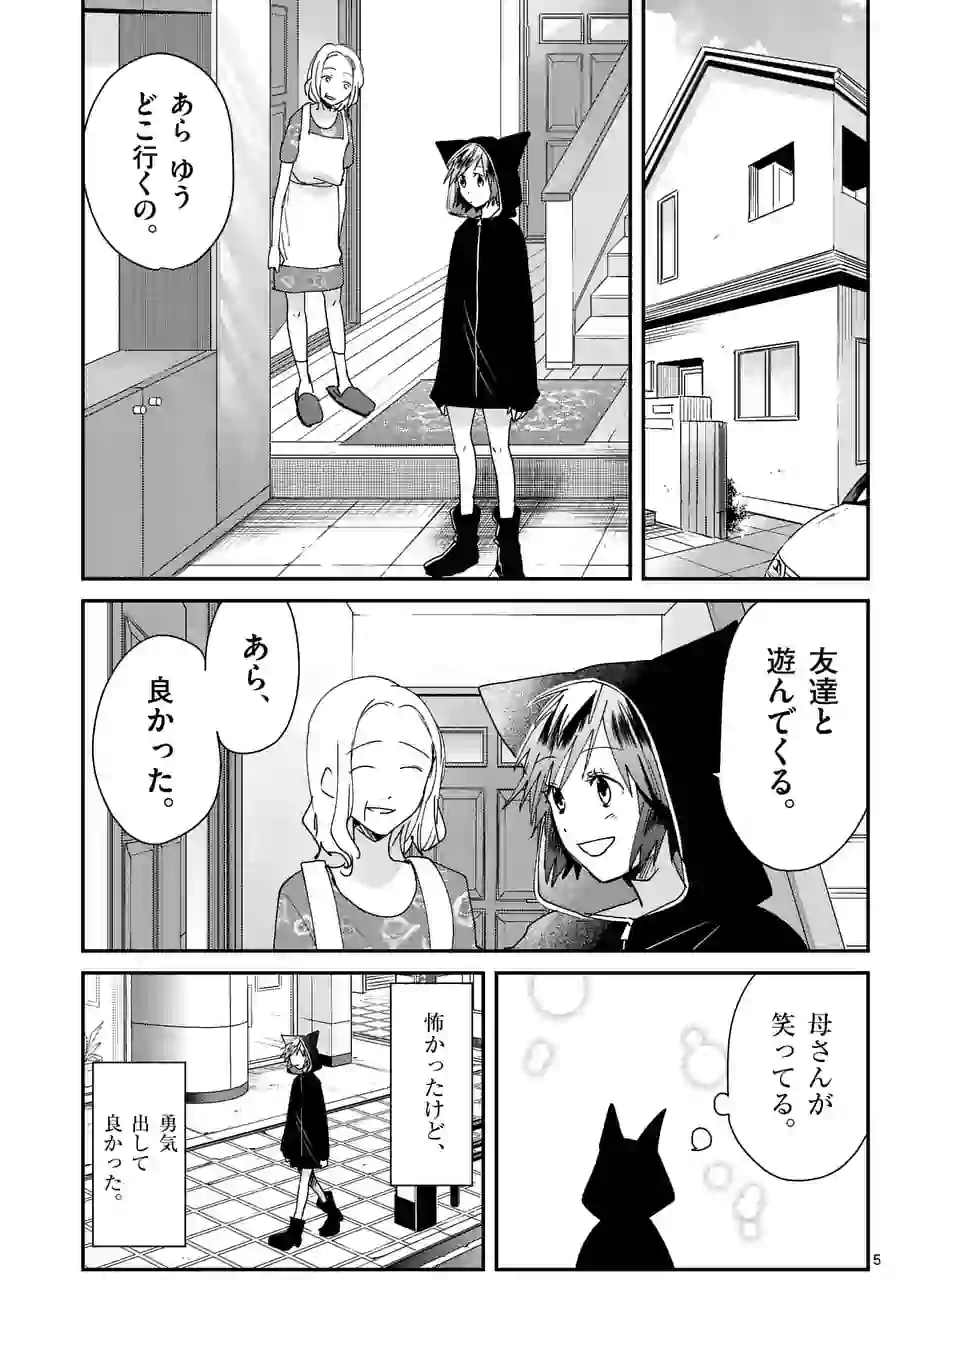 あら ゆう
どこ行くの。
友達と
遊んでくる。
あら、
良かった。
母さんが
笑ってる。
怖かったけど、
勇気
出して
良かった。
5